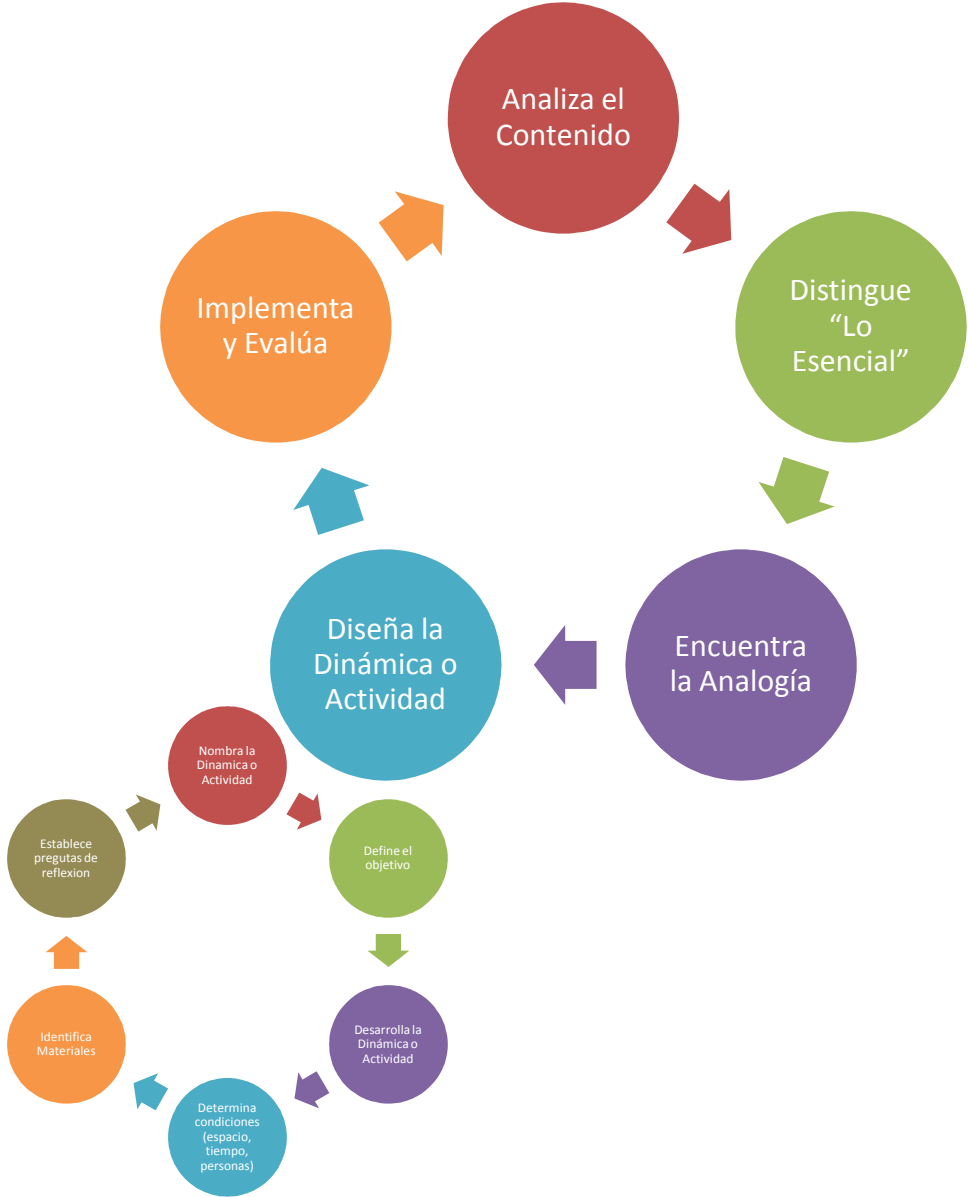 Analiza el
Contenido
Distingue
“Lo
Esencial”
Encuentra
la Analogía
Diseña la
Dinámica o
Actividad
Implementa
y Evalúa
Nombra la
Dinamica o
Actividad
Define el
objetivo
Desarrolla la
Dinámica o
Actividad
Determina
condiciones
(espacio,
tiempo,
personas)
Identifica
Materiales
Establece
pregutas de
reflexion